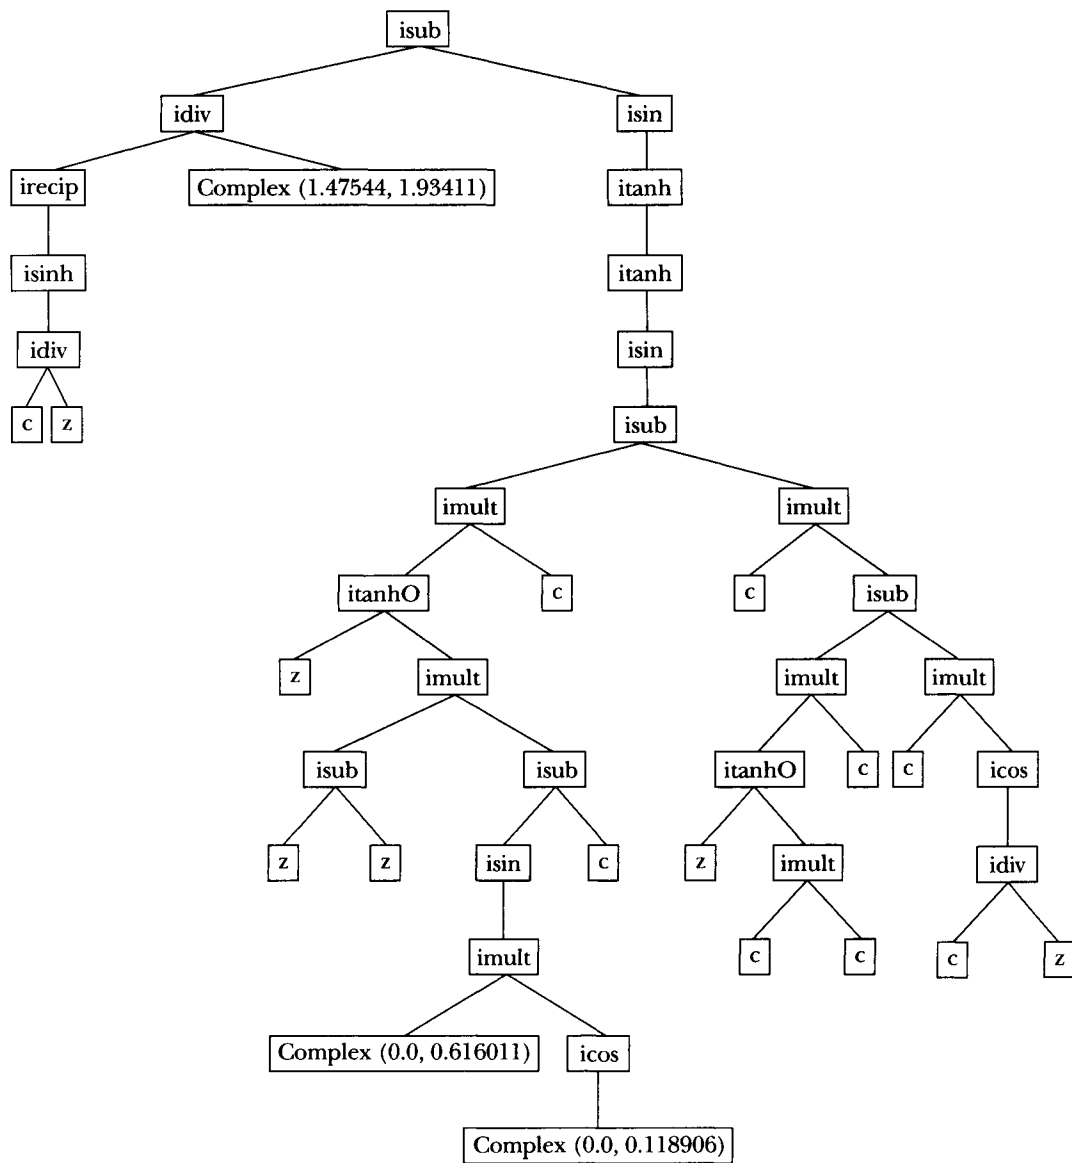 isub
idiv isin
irecip Complex (1.47544, 1.93411) itanh
isinh itanh
idiv isin
c z isub
imult imult
itanhO c c isub
z imult imult imult
isub isub itanhO c c icos
z z isin c z imult idiv
imult c c c z
Complex (0.0, 0.616011) icos
Complex (0.0, 0.118906)